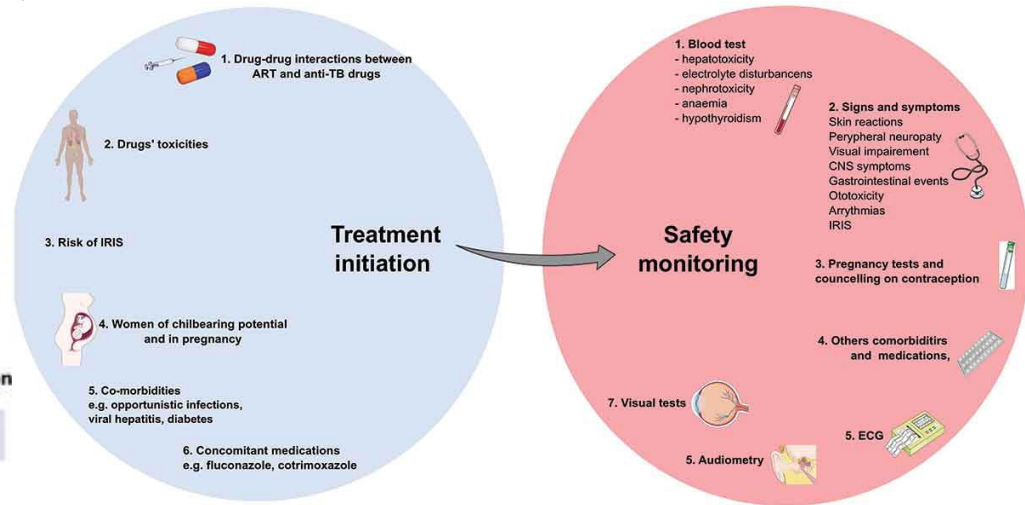 1. Drug-drug interactions between
ART and anti-TB drugs
2. Drugs' toxicities
3. Risk of IRIS
Treatment
initiation
4. Women of chilbearing potential
and in pregnancy
5. Co-morbidities
e.g. opportunistic infections,
viral hepatitis, diabetes
6. Concomitant medications
e.g. fluconazole, cotrimoxazole
1. Blood test
- hepatotoxicity
- electrolyte disturbancens
- nephrotoxicity
- anaemia
- hypothyroidism
2. Signs and symptoms
Skin reactions
Perypheral neuropaty
Visual impairement
CNS symptoms
Gastrointestinal events
Ototoxicity
Arrythmias
IRIS
Safety
monitoring
3. Pregnancy tests and
councelling on contraception
4. Others comorbiditirs
and medications,
7. Visual tests
5. ECG
5. Audiometry